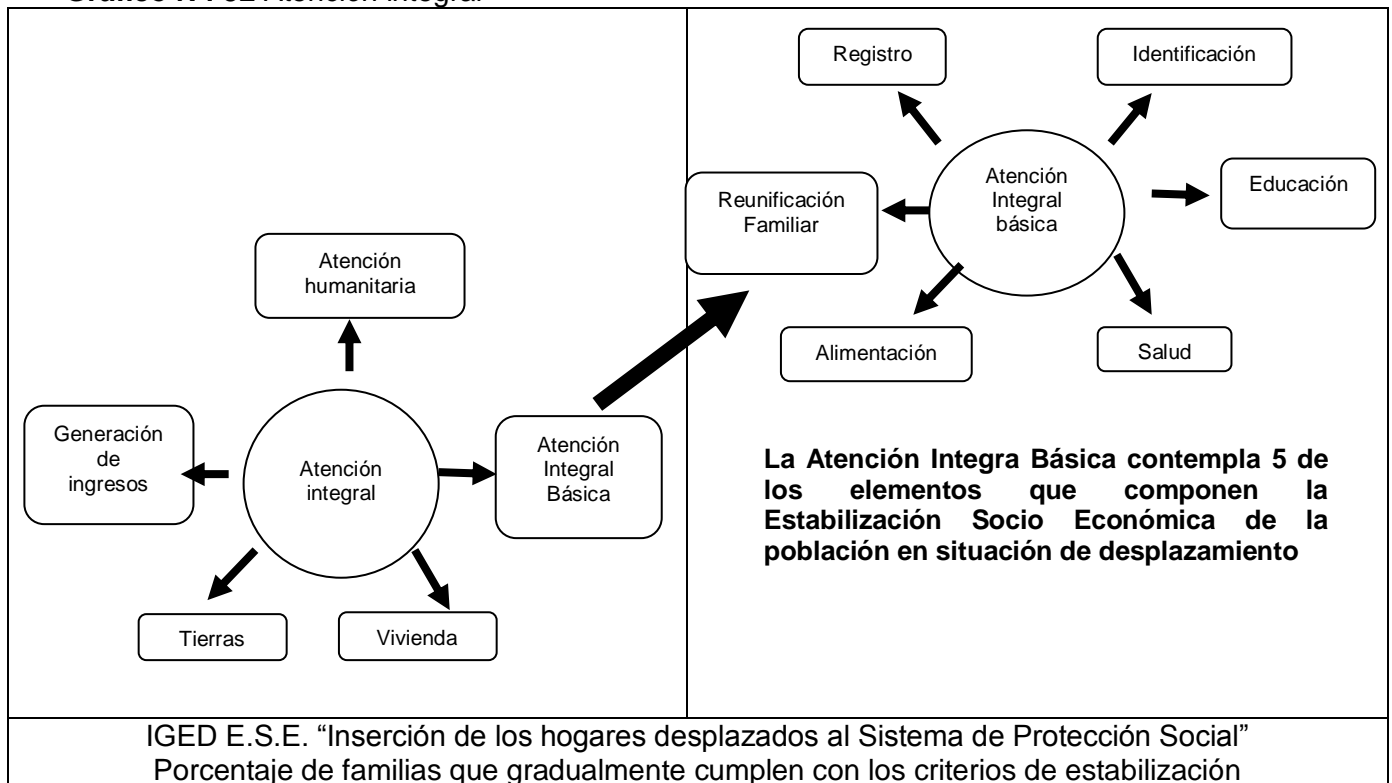 Atención
humanitaria
Generación
de
ingresos
Atención
integral
Atención
Integral
Básica
Tierras
Vivienda
Registro
Identificación
Reunificación
Familiar
Atención
Integral
básica
Educación
Alimentación
Salud
La Atención Integra Básica contempla 5 de
los elementos que componen la
Estabilización Socio Económica de la
población en situación de desplazamiento
IGED E.S.E. “Inserción de los hogares desplazados al Sistema de Protección Social”
Porcentaje de familias que gradualmente cumplen con los criterios de estabilización